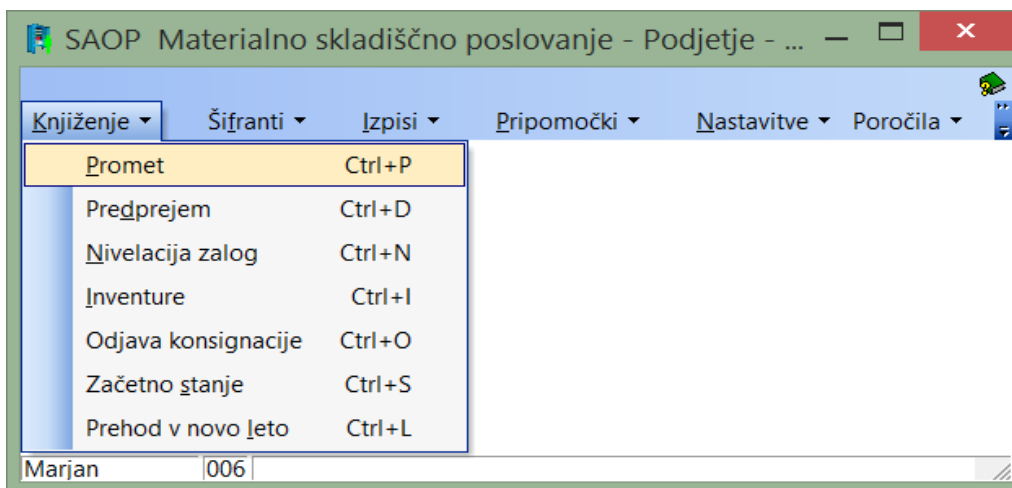 SAOP Materialno skladiščno poslovanje - Podjetje - ...
Knjiženje Šifranti Izpisi Pripomočki Nastavitve Poročila
Promet Ctrl+P
Predprejem Ctrl+D
Nivelacija zalog Ctrl+N
Inventure Ctrl+I
Odjava konsignacije Ctrl+O
Začetno stanje Ctrl+S
Prehod v novo leto Ctrl+L
Marjan 006